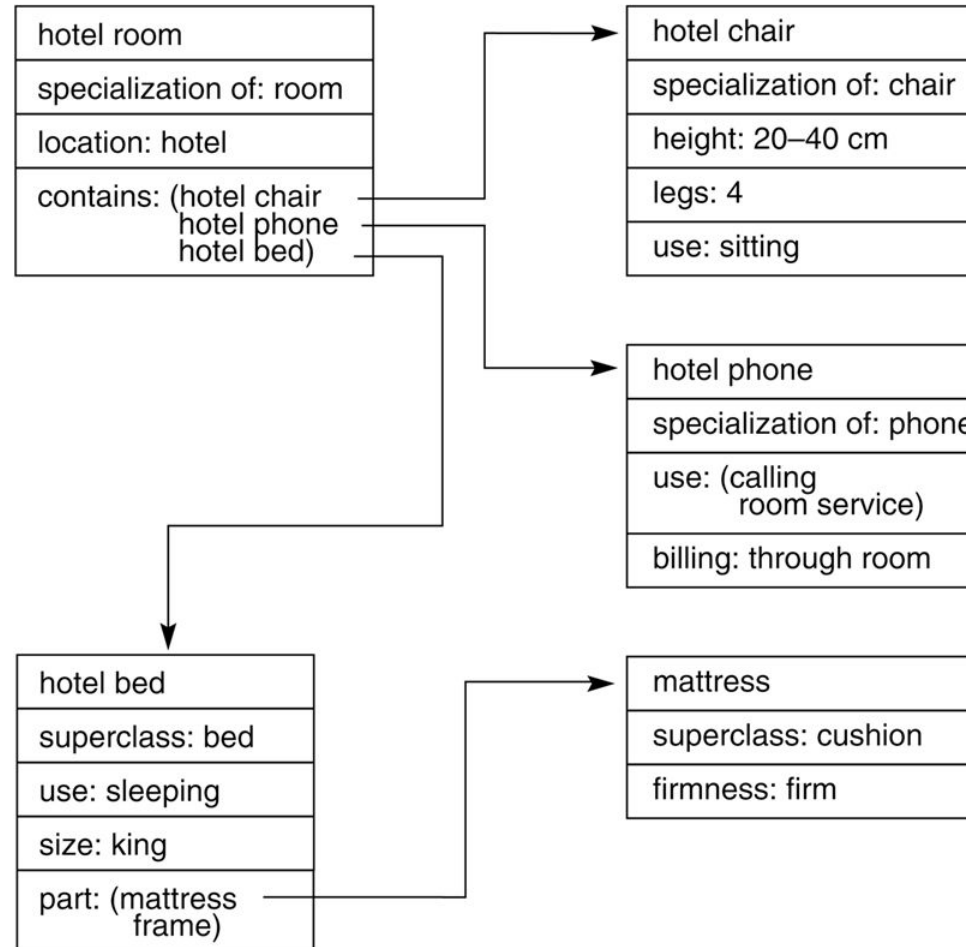 hotel room
specialization of: room
location: hotel
contains: (hotel chair
hotel phone
hotel bed)
hotel chair
specialization of: chair
height: 20–40 cm
legs: 4
use: sitting
hotel phone
specialization of: phone
use: (calling
room service)
billing: through room
hotel bed
superclass: bed
use: sleeping
size: king
part: (mattress
frame)
mattress
superclass: cushion
firmness: firm